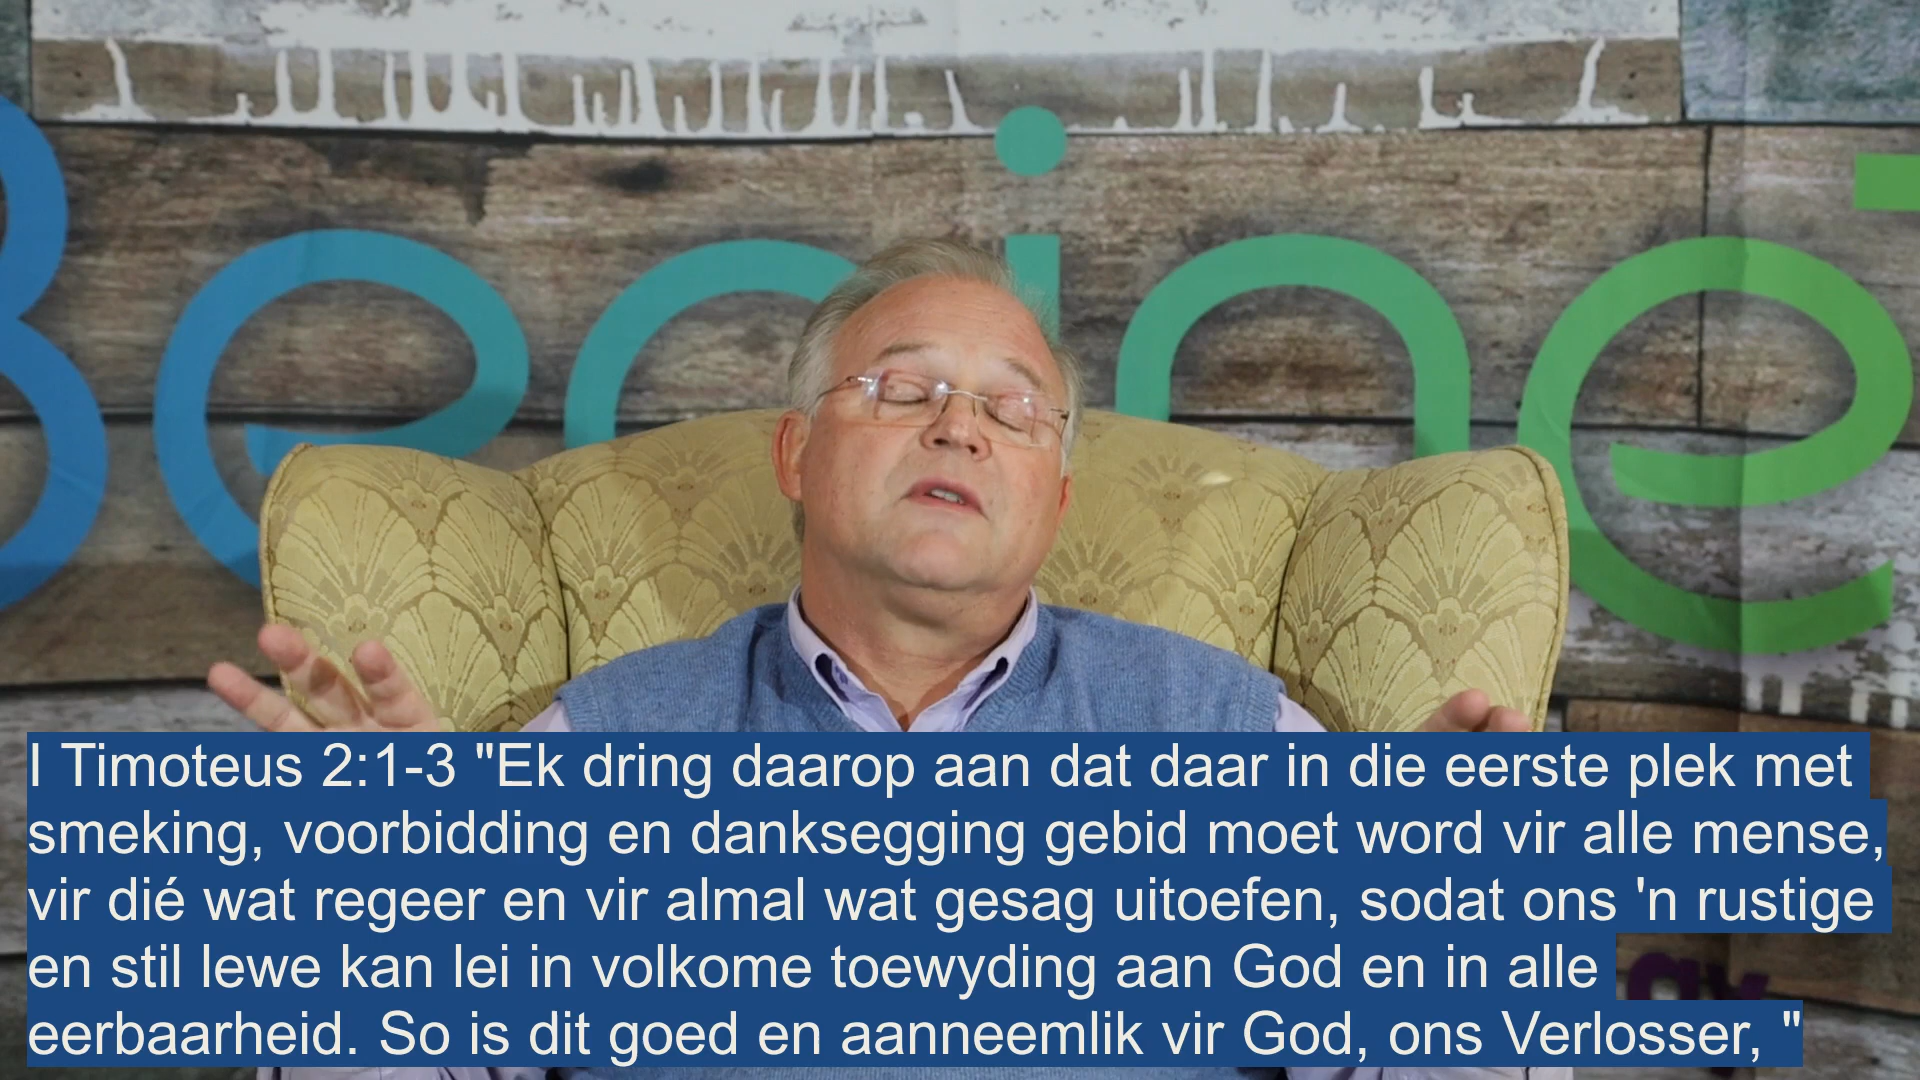 Beginne
I Timoteus 2:1-3 "Ek dring daarop aan dat daar in die eerste plek met
smeking, voorbidding en danksegging gebid moet word vir alle mense,
vir dié wat regeer en vir almal wat gesag uitoefen, sodat ons 'n rustige
en stil lewe kan lei in volkome toewyding aan God en in alle
eerbaarheid. So is dit goed en aanneemlik vir God, ons Verlosser, "